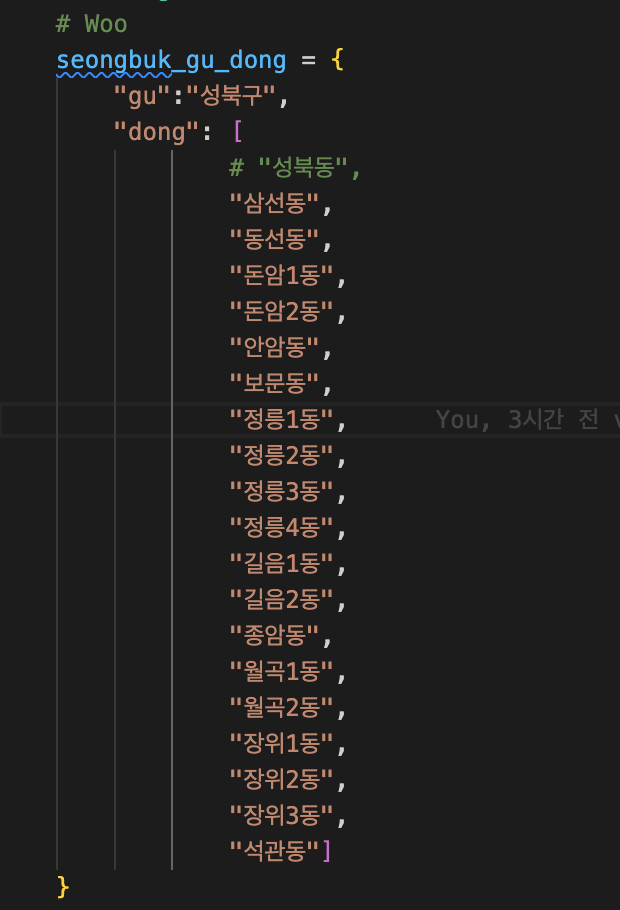 # Woo
seongbuk_gu_dong = {
"gu":"성북구",
"dong": [
# "성북동",
"삼선동",
"동선동",
"돈암1동",
"돈암2동",
"안암동",
"보문동",
"정릉1동", You, 3시간 전
"정릉2동",
"정릉3동",
"정릉4동",
"길음1동",
"길음2동",
"종암동",
"월곡1동",
"월곡2동",
"장위1동",
"장위2동",
"장위3동",
"석관동"]
}